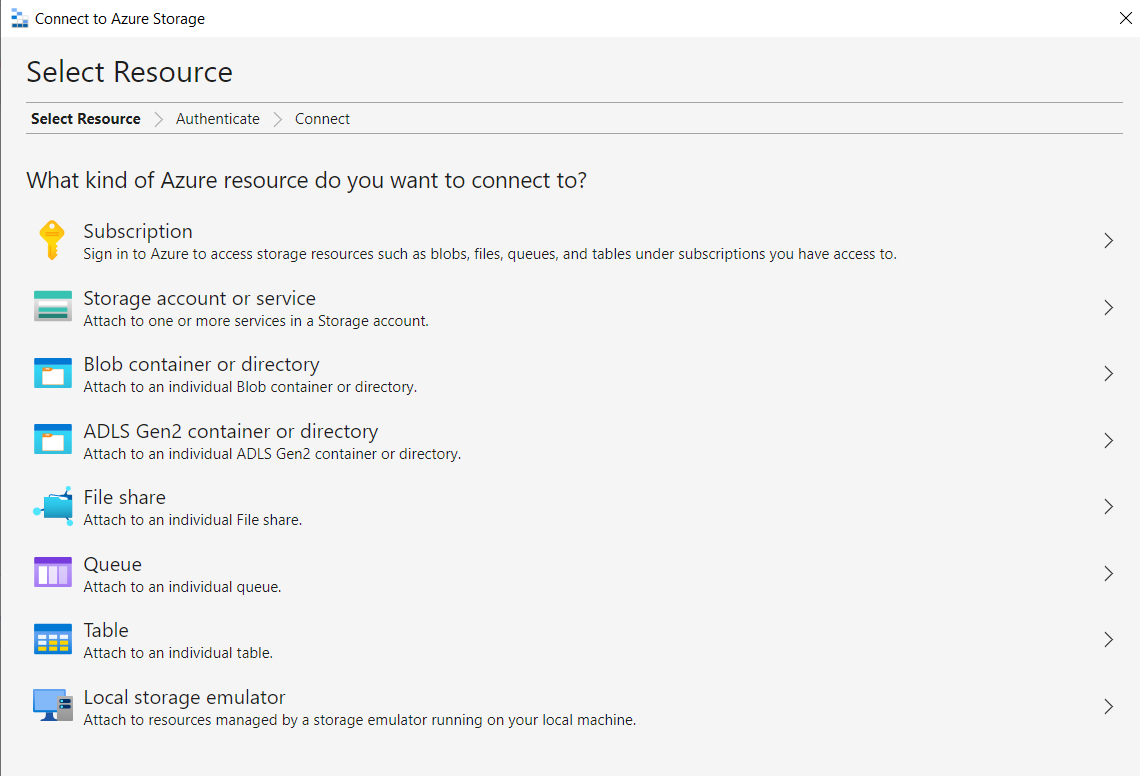 Connect to Azure Storage
Select Resource
Select Resource
Authenticate
Connect
What kind of Azure resource do you want to connect to?
Subscription
Sign in to Azure to access storage resources such as blobs, files, queues, and tables under subscriptions you have access to.
Storage account or service
Attach to one or more services in a Storage account.
Blob container or directory
Attach to an individual Blob container or directory.
ADLS Gen2 container or directory
Attach to an individual ADLS Gen2 container or directory.
File share
Attach to an individual File share.
Queue
Attach to an individual queue.
Table
Attach to an individual table.
Local storage emulator
Attach to resources managed by a storage emulator running on your local machine.